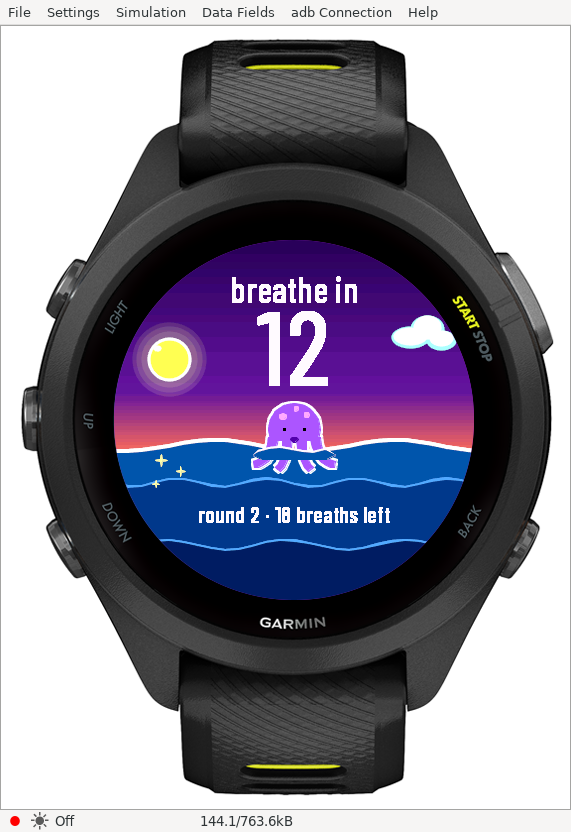 File Settings Simulation Data Fields adb Connection Help
breathe in
12
START STOP
LIGHT
UP
DOWN
BACK
round 2 · 18 breaths left
GARMIN
Off 144.1/763.6kB